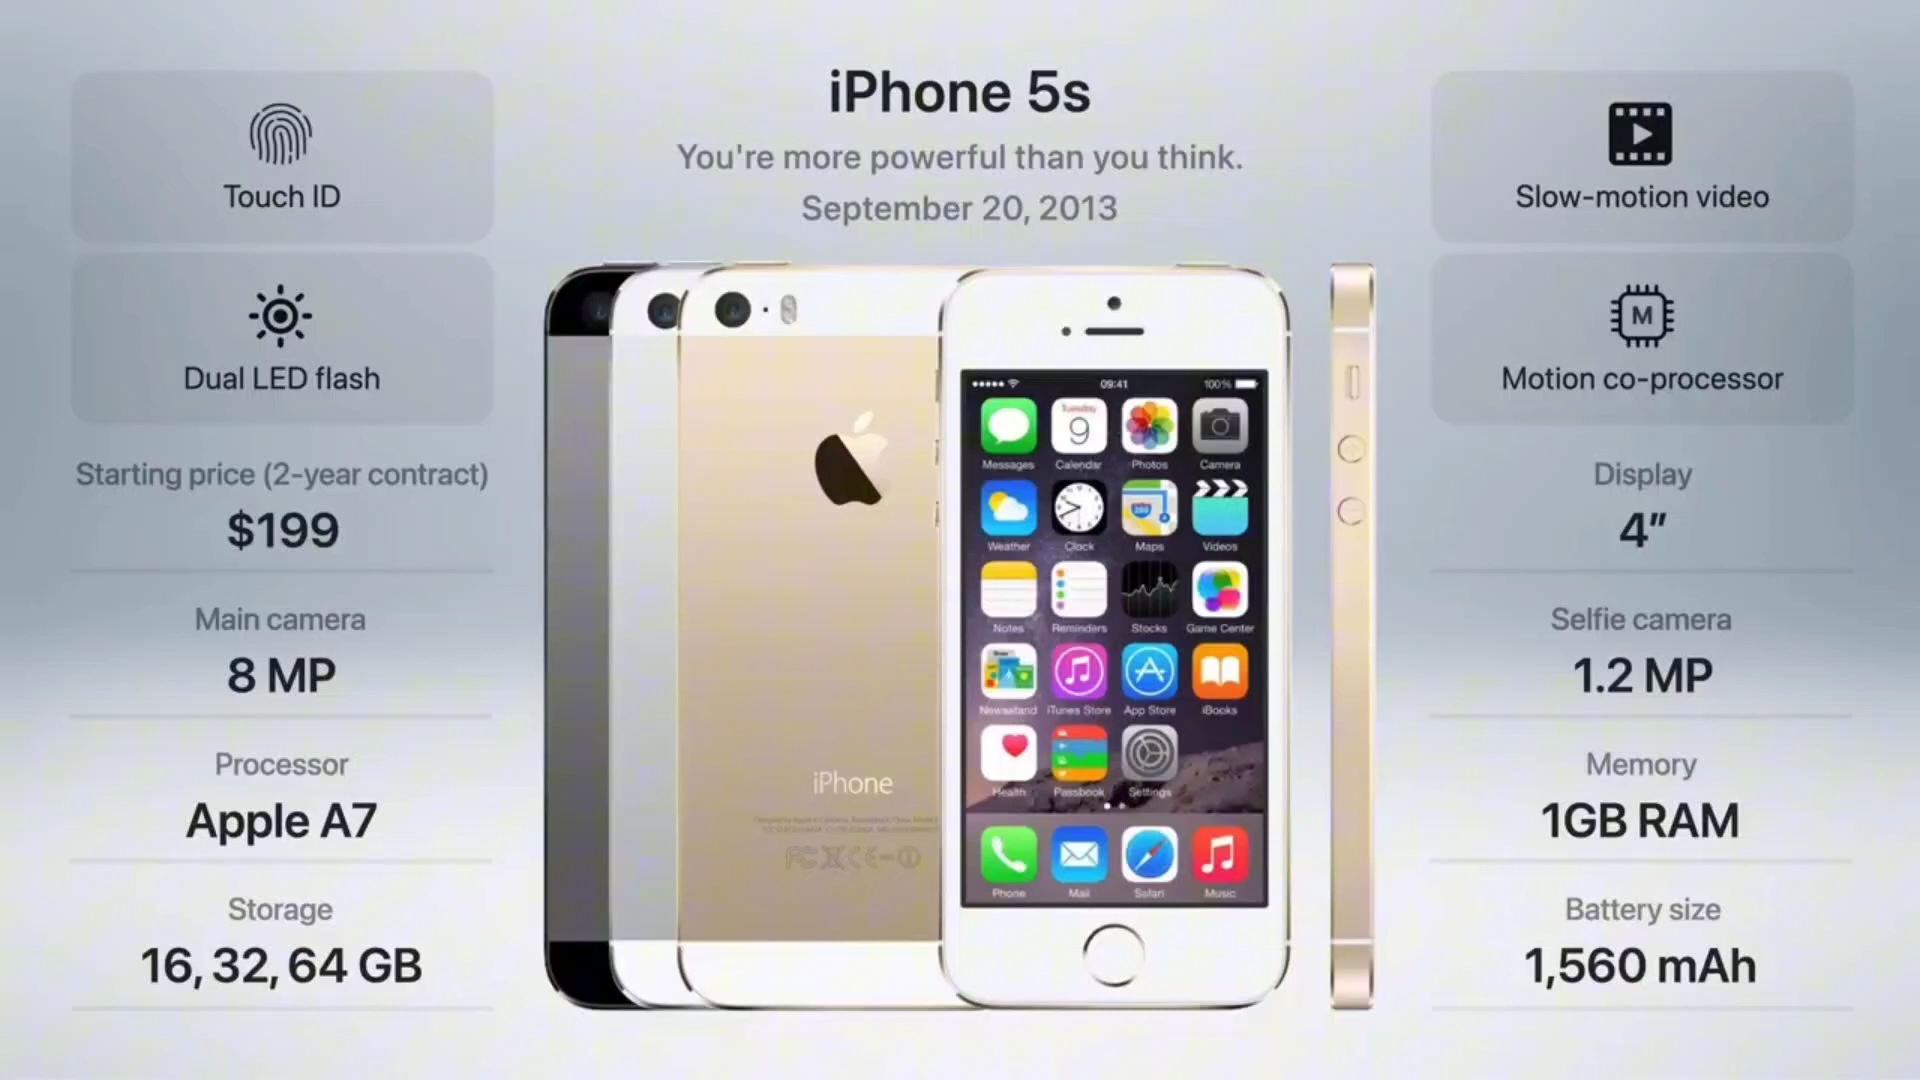 iPhone 5s
You're more powerful than you think.
September 20, 2013
Touch ID
Dual LED flash
Starting price (2-year contract)
$199
Main camera
8 MP
Processor
Apple A7
Storage
16, 32, 64 GB
iPhone
09:41
100%
Tuesday
9
Messages
Calendar
Photos
Camera
280
Weather
Clock
Maps
Videos
Notes
Reminders
Stocks
Game Center
Newsstand
iTunes Store
App Store
iBooks
Health
Passbook
Settings
Phone
Mail
Safari
Music
Slow-motion video
M
Motion co-processor
Display
4”
Selfie camera
1.2 MP
Memory
1GB RAM
Battery size
1,560 mAh